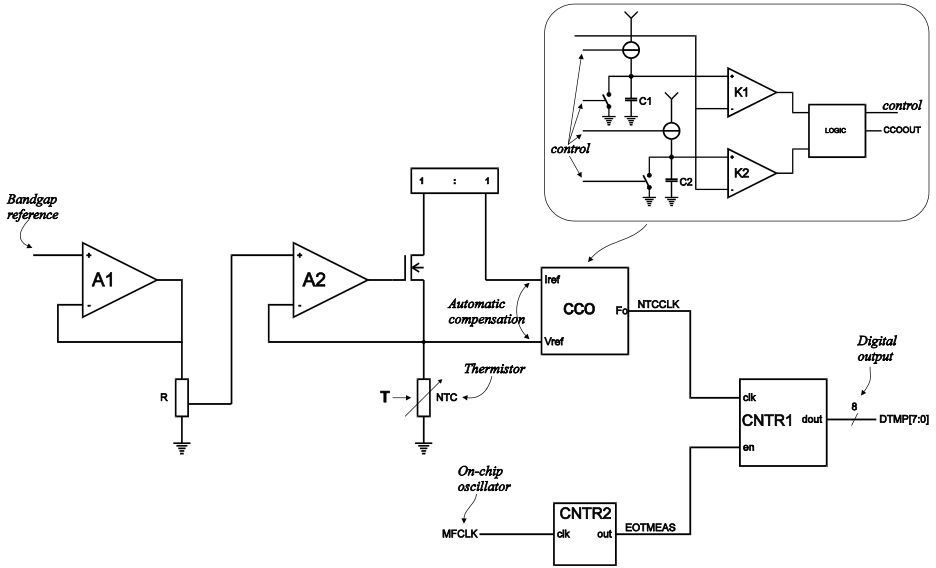 K1
+
-
C1
control
LOGIC
control
CCOOUT
K2
+
-
C2
1 : 1
Bandgap
reference
A1
+
-
R
A2
+
-
Automatic
compensation
Iref
CCO
Fo
Vref
NTCCLK
T
NTC
Thermistor
Digital
output
clk
CNTR1
dout
en
8
DTMP[7:0]
On-chip
oscillator
MFCLK
CNTR2
clk
out
EOTMEAS